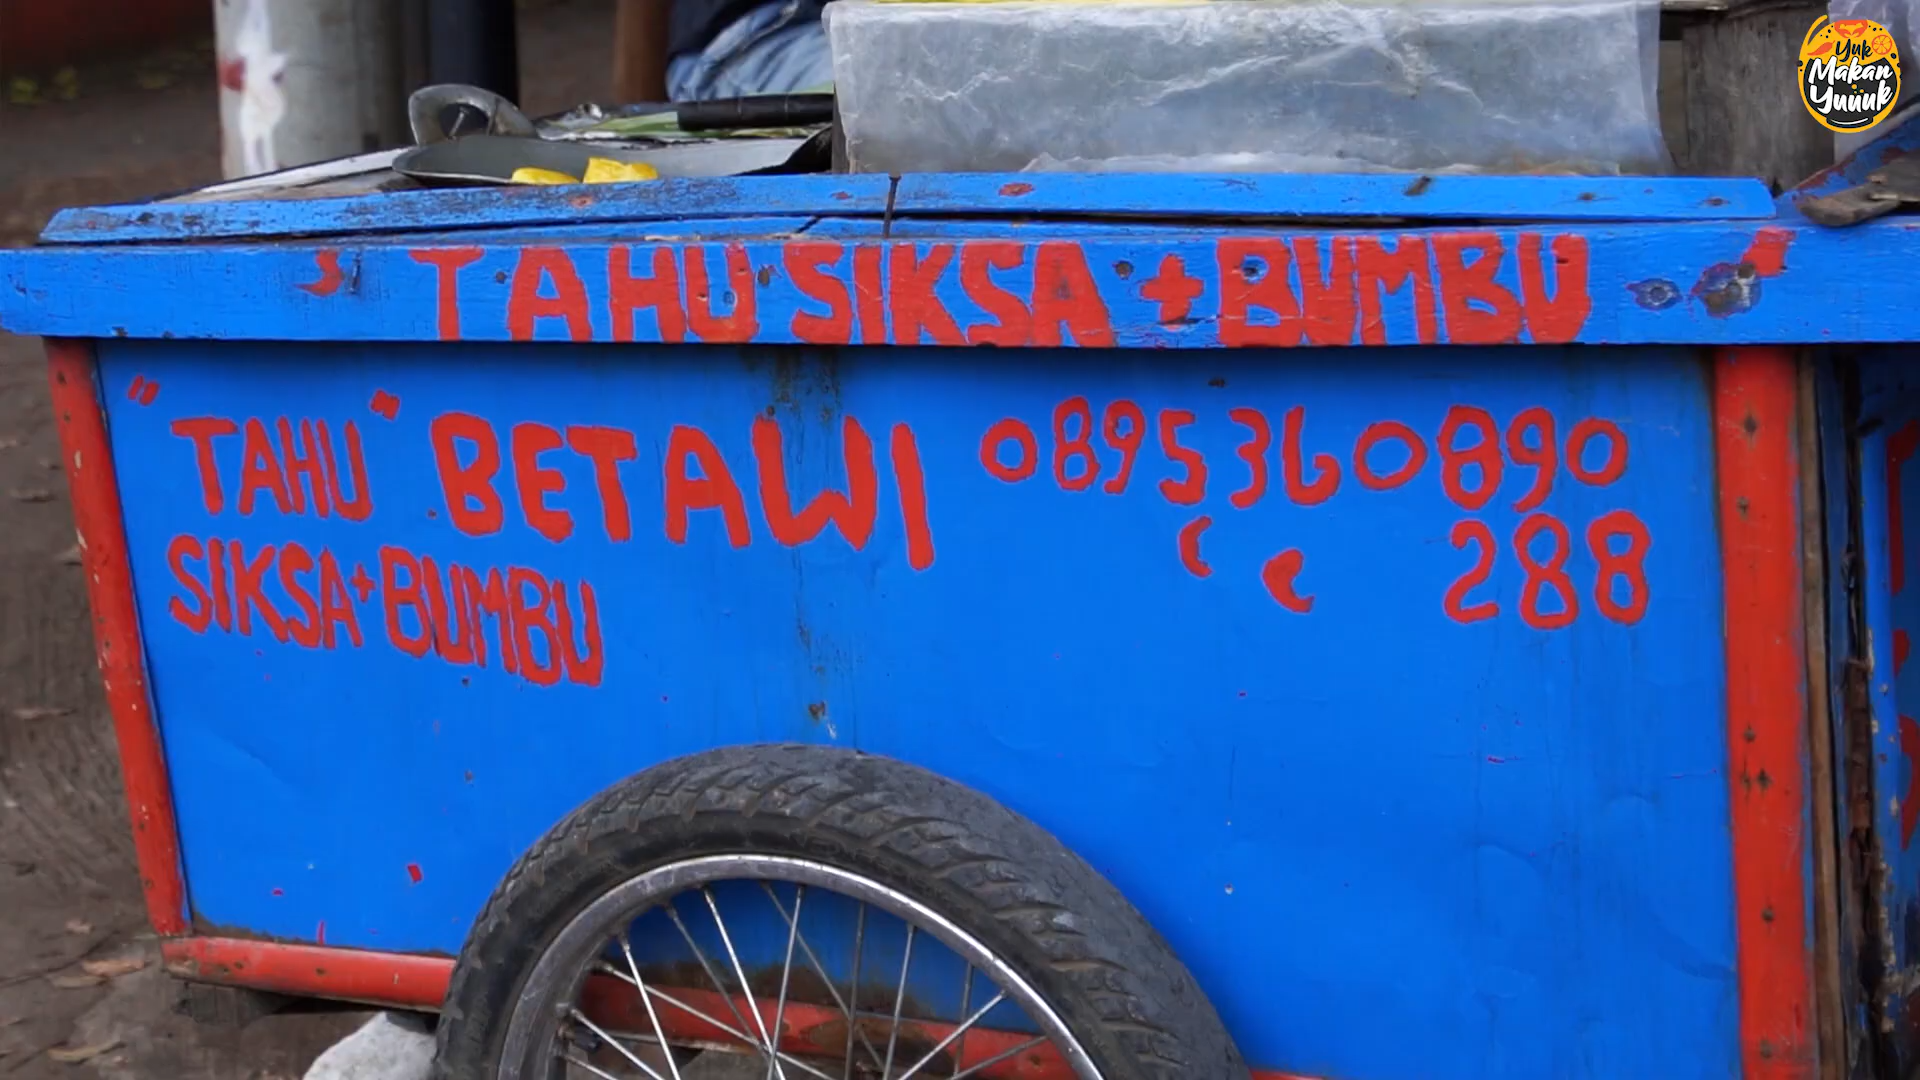 Yuk
Makan
Yuuuk
TAHU SIKSA + BUMBU
"TAHU" BETAWI 0895360890
SIKSA+BUMBU
288